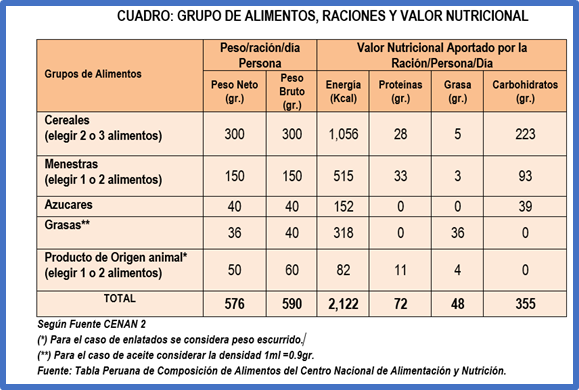 CUADRO: GRUPO DE ALIMENTOS, RACIONES Y VALOR NUTRICIONAL
Grupos de Alimentos
Peso/ración/día
Persona
Valor Nutricional Aportado por la
Ración/Persona/Día
Peso Neto
(gr.)
Peso
Bruto
(gr.)
Energía
(Kcal)
Proteínas
(gr.)
Grasa
(gr.)
Carbohidratos
(gr.)
Cereales
(elegir 2 o 3 alimentos)
300 300 1,056 28 5 223
Menestras
(elegir 1 o 2 alimentos)
150 150 515 33 3 93
Azucares 40 40 152 0 0 39
Grasas** 36 40 318 0 36 0
Producto de Origen animal*
(elegir 1 o 2 alimentos)
50 60 82 11 4 0
TOTAL 576 590 2,122 72 48 355
Según Fuente CENAN 2
(*) Para el caso de enlatados se considera peso escurrido./
(**) Para el caso de aceite considerar la densidad 1ml =0.9gr.
Fuente: Tabla Peruana de Composición de Alimentos del Centro Nacional de Alimentación y Nutrición.